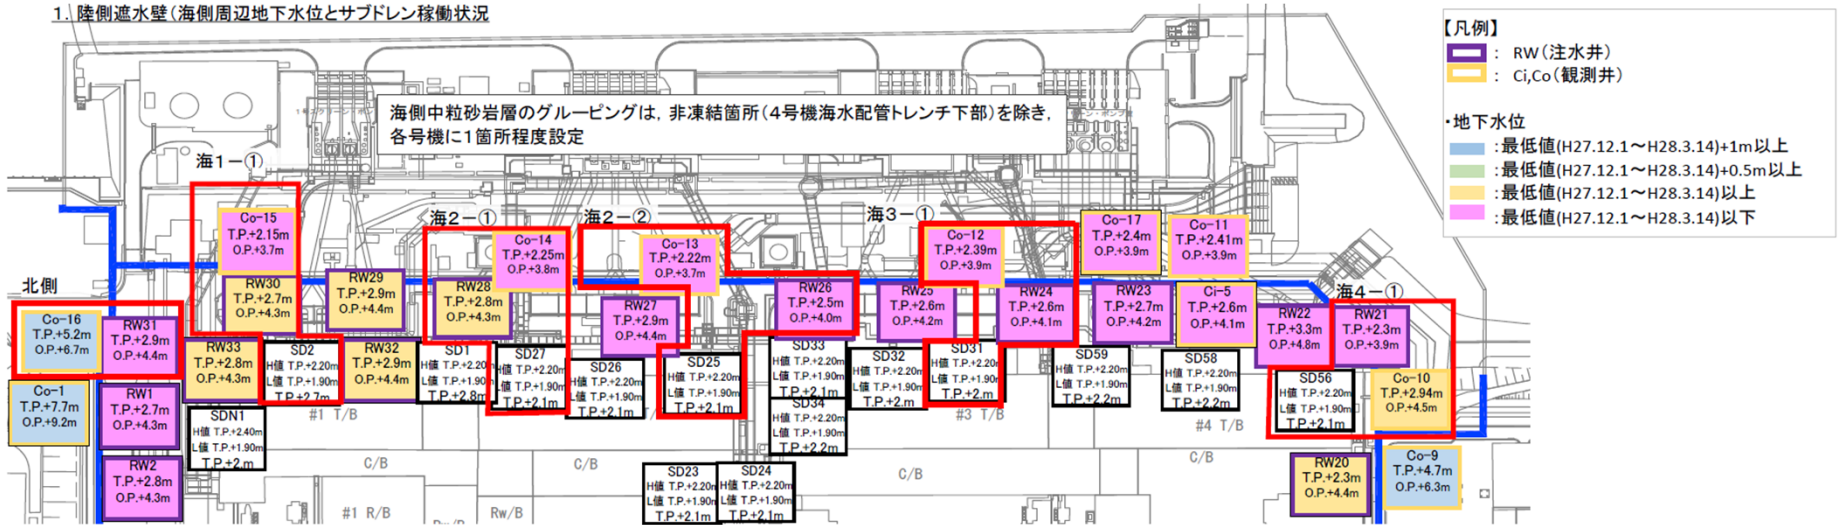 1. 陸側遮水壁(海側周辺地下水位とサブドレン稼働状況
海側中粒砂岩層のグルーピングは, 非凍結箇所(4号機海水配管トレンチ下部)を除き,
各号機に1箇所程度設定
【凡例】
: RW(注水井)
: Ci,Co(観測井)
・地下水位
:最低値(H27.12.1～H28.3.14)+1m以上
:最低値(H27.12.1～H28.3.14)+0.5m以上
:最低値(H27.12.1～H28.3.14)以上
:最低値(H27.12.1～H28.3.14)以下
海1-①
海2-①
海2-②
海3-①
海4-①
北側
Co-15
T.P.+2.15m
O.P.+3.7m
Co-14
T.P.+2.25m
O.P.+3.8m
Co-13
T.P.+2.22m
O.P.+3.7m
Co-12
T.P.+2.39m
O.P.+3.9m
Co-17
T.P.+2.4m
O.P.+3.9m
Co-11
T.P.+2.41m
O.P.+3.9m
RW30
T.P.+2.7m
O.P.+4.3m
RW29
T.P.+2.9m
O.P.+4.4m
RW28
T.P.+2.8m
O.P.+4.3m
RW27
T.P.+2.9m
O.P.+4.4m
RW26
T.P.+2.5m
O.P.+4.0m
RW25
T.P.+2.6m
O.P.+4.2m
RW24
T.P.+2.6m
O.P.+4.1m
RW23
T.P.+2.7m
O.P.+4.2m
Ci-5
T.P.+2.6m
O.P.+4.1m
RW22
T.P.+3.3m
O.P.+4.8m
RW21
T.P.+2.3m
O.P.+3.9m
Co-16
T.P.+5.2m
O.P.+6.7m
RW31
T.P.+2.9m
O.P.+4.4m
RW33
T.P.+2.8m
O.P.+4.3m
SD2
H値 T.P.+2.20m
L値 T.P.+1.90m
T.P.+2.7m
RW32
T.P.+2.9m
O.P.+4.4m
SD1
H値 T.P.+2.20m
L値 T.P.+1.90
T.P.+2.8m
SD27
H値 T.P.+2.20m
L値 T.P.+1.90m
T.P.+2.1m
SD26
H値 T.P.+2.20m
L値 T.P.+1.90m
T.P.+2.1m
SD25
H値 T.P.+2.20m
L値 T.P.+1.90m
T.P.+2.1m
SD33
H値 T.P.+2.20m
L値 T.P.+1.90m
T.P.+2.1m
SD32
H値 T.P.+2.20m
L値 T.P.+1.90m
T.P.+2.m
SD31
H値 T.P.+2.20
L値 T.P.+1.90m
T.P.+2.m
SD59
H値 T.P.+2.20m
L値 T.P.+1.90m
T.P.+2.2m
SD58
H値 T.P.+2.20m
L値 T.P.+1.90m
T.P.+2.2m
SD56
H値 T.P.+2.20m
L値 T.P.+1.90m
T.P.+2.1m
Co-10
T.P.+2.94m
O.P.+4.5m
Co-1
T.P.+7.7m
O.P.+9.2m
RW1
T.P.+2.7m
O.P.+4.3m
SDN1
H値 T.P.+2.40m
L値 T.P.+1.90m
T.P.+2.m
SD34
H値 T.P.+2.20m
L値 T.P.+1.90m
T.P.+2.2m
#1 T/B
#3 T/B
#4 T/B
RW2
T.P.+2.8m
O.P.+4.3m
C/B
C/B
C/B
C/B
SD23
H値 T.P.+2.20m
L値 T.P.+1.90m
T.P.+2.1m
SD24
H値 T.P.+2.20m
L値 T.P.+1.90m
T.P.+2.1m
RW20
T.P.+2.3m
O.P.+4.4m
Co-9
T.P.+4.7m
O.P.+6.3m
#1 R/B
Rw/B
Rw/B